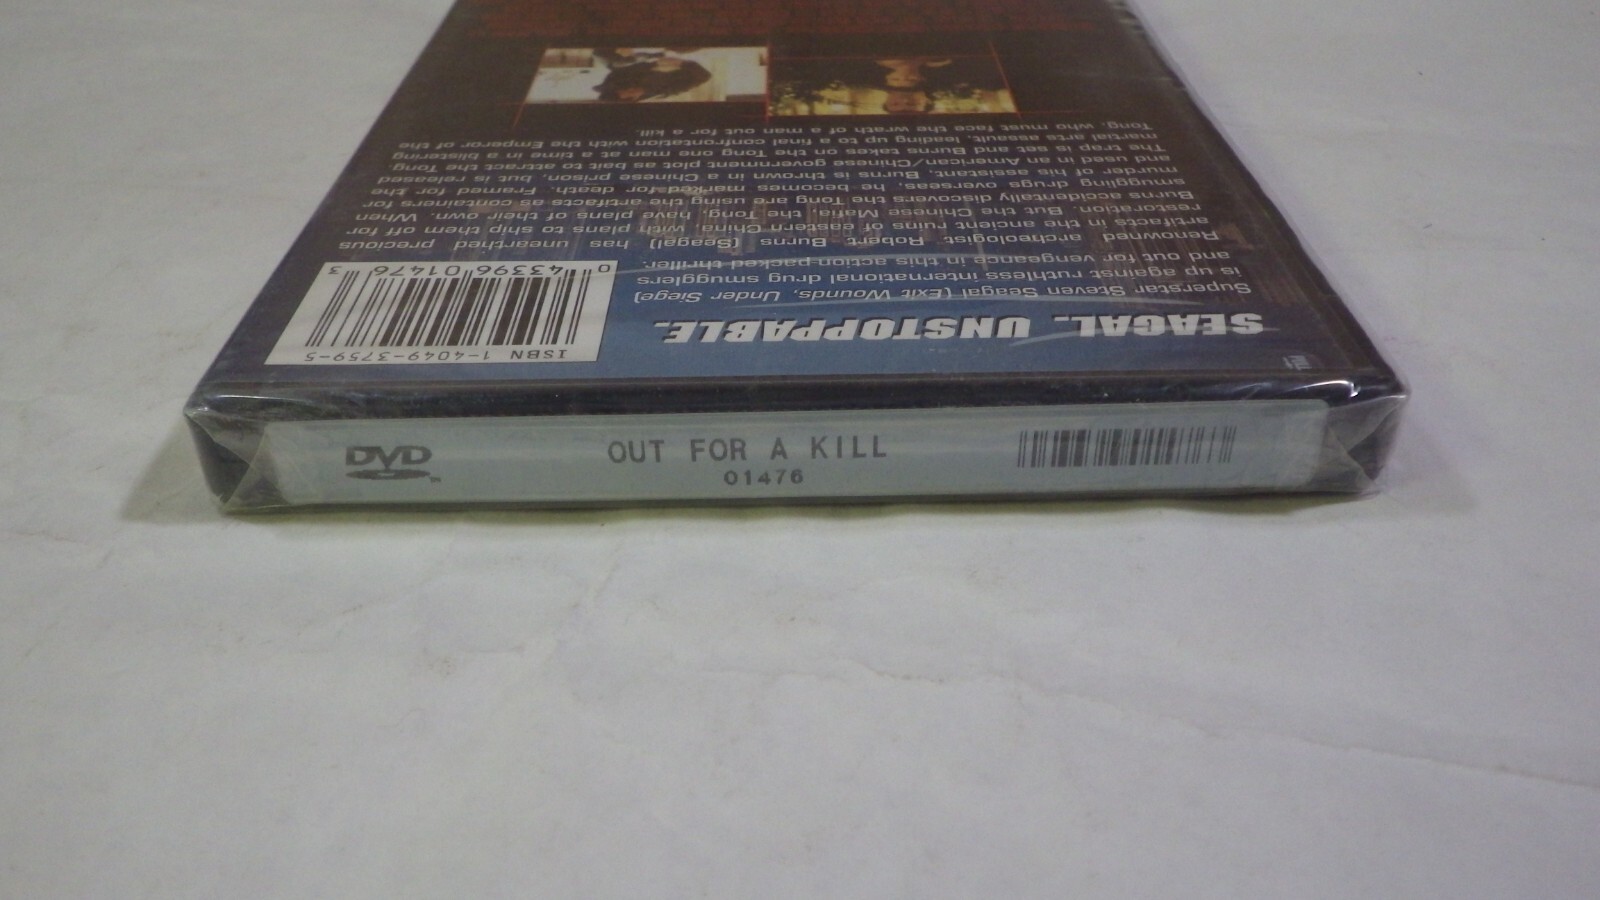 SEAGAL. UNSTOPPABLE.
Superstar Steven Seagal (Exit Wounds, Under Siege)
is up against ruthless international drug smugglers
and out for vengeance in this action-packed thriller.
Renowned archeologist Robert Burns (Seagal) has unearthed precious
artifacts in the ancient ruins of eastern China, with plans to ship them off for
restoration. But the Chinese Mafia, the Tong, have plans of their own. When
Burns accidentally discovers the Tong are using the artifacts as containers for
smuggling drugs overseas, he becomes marked for death. Framed for the
murder of his assistant, Burns is thrown in a Chinese prison, but is released
and used in an American/Chinese government plot as bait to attract the Tong.
The trap is set and Burns takes on the Tong one man at a time in a blistering
martial arts assault, leading up to a final confrontation with the Emperor of the
Tong, who must face the wrath of a man out for a kill.
ISBN 1-4049-3759-5
0 43396 01476 3
DVD
OUT FOR A KILL
01476